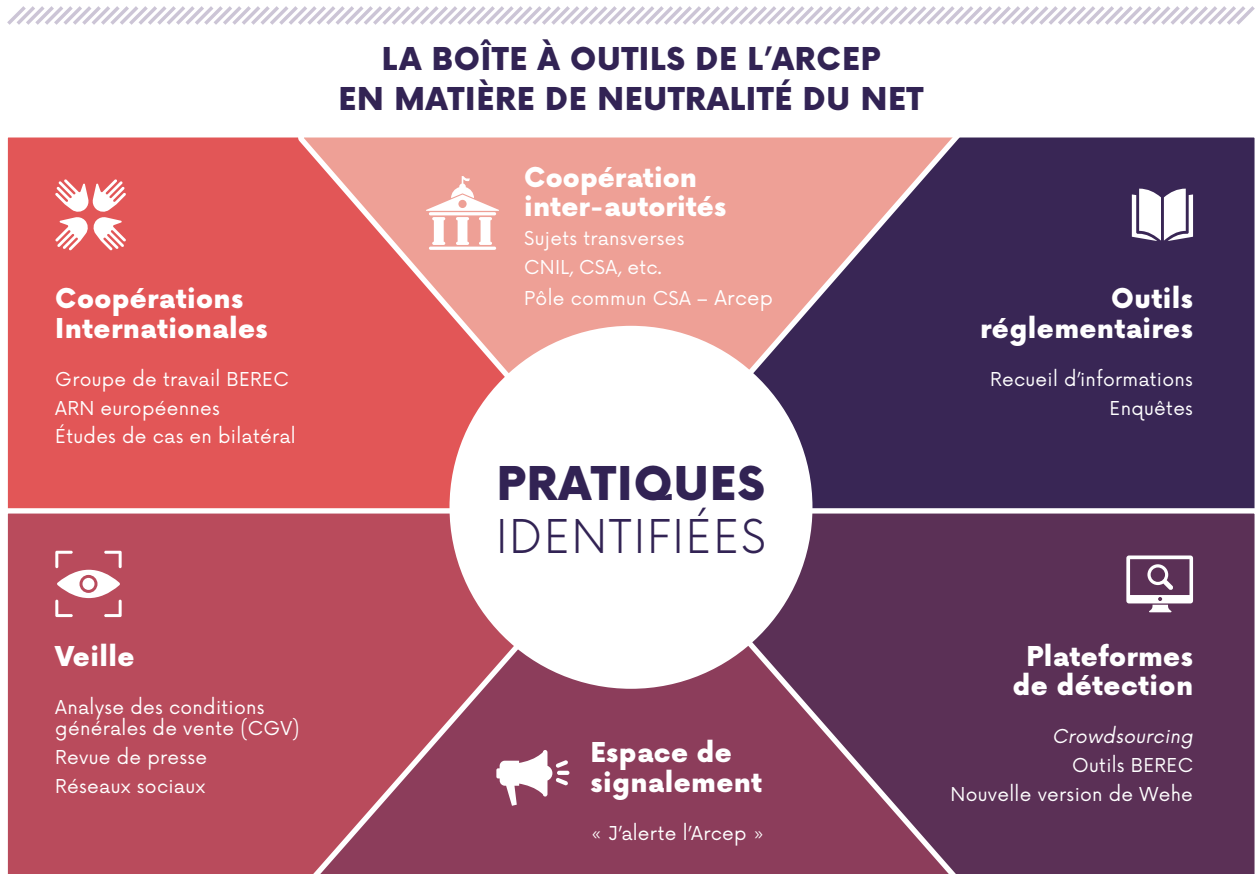 LA BOÎTE À OUTILS DE L'ARCEP
EN MATIÈRE DE NEUTRALITÉ DU NET
Coopérations
Internationales
Groupe de travail BEREC
ARN européennes
Études de cas en bilatéral
Coopération
inter-autorités
Sujets transverses
CNIL, CSA, etc.
Pôle commun CSA – Arcep
Outils
réglementaires
Recueil d'informations
Enquêtes
PRATIQUES
IDENTIFIÉES
Veille
Analyse des conditions
générales de vente (CGV)
Revue de presse
Réseaux sociaux
Espace de
signalement
« J'alerte l'Arcep »
Plateformes
de détection
Crowdsourcing
Outils BEREC
Nouvelle version de Wehe